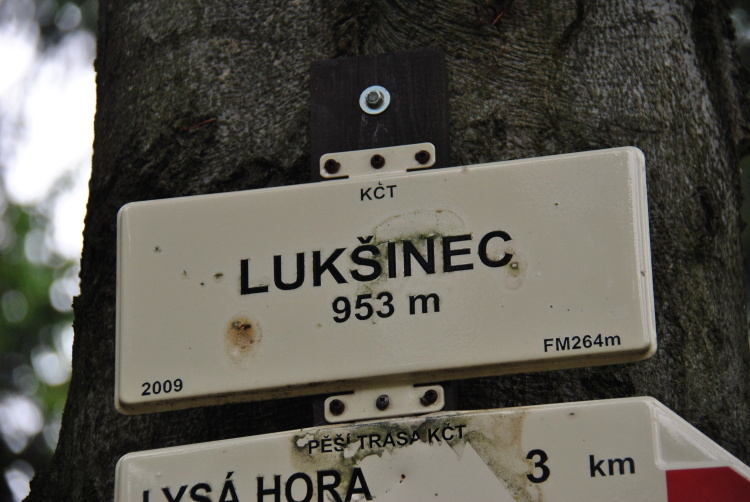 KČT
LUKŠINEC
953 m
2009 FM264m
PĚŠÍ TRASA KČT
LYSÁ HORA 3 km